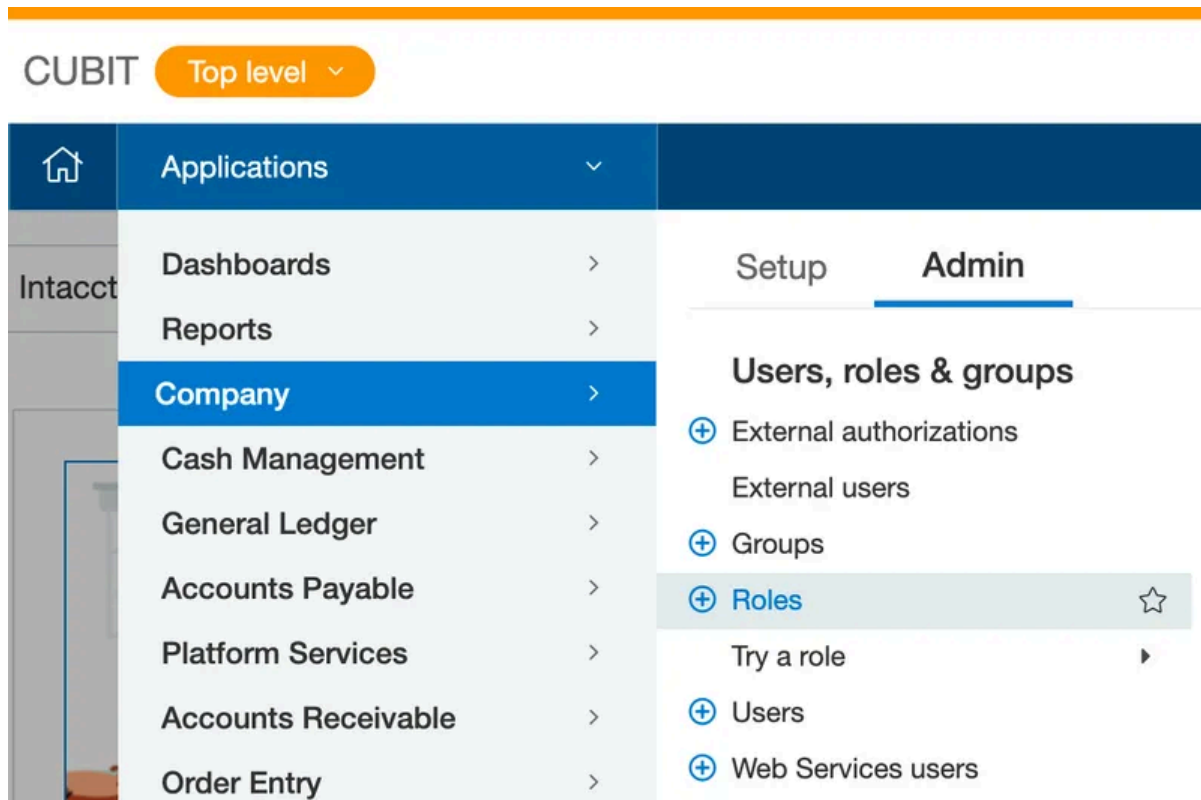 CUBIT Top level
Applications
Intacct
Dashboards
Reports
Company
Cash Management
General Ledger
Accounts Payable
Platform Services
Accounts Receivable
Order Entry
Setup Admin
Users, roles & groups
External authorizations
External users
Groups
Roles
Try a role
Users
Web Services users